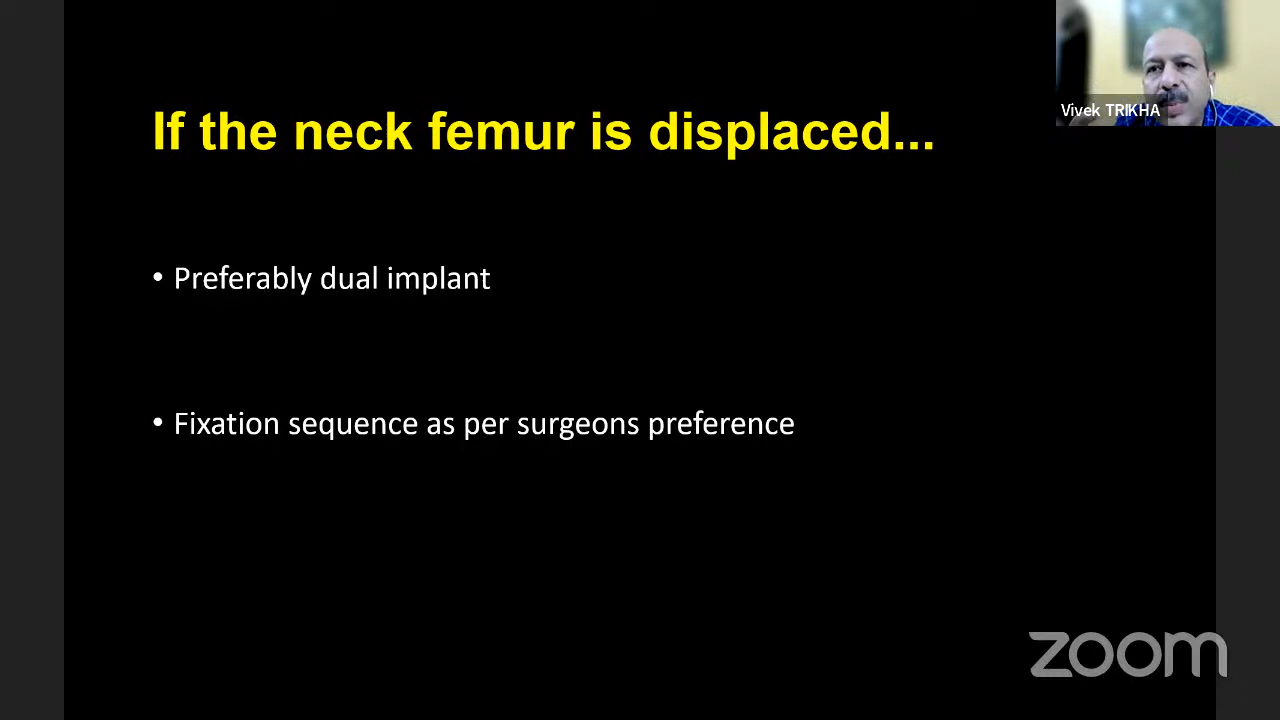 If the neck femur is displaced...
Vivek TRIKHA
• Preferably dual implant
• Fixation sequence as per surgeons preference
zoom